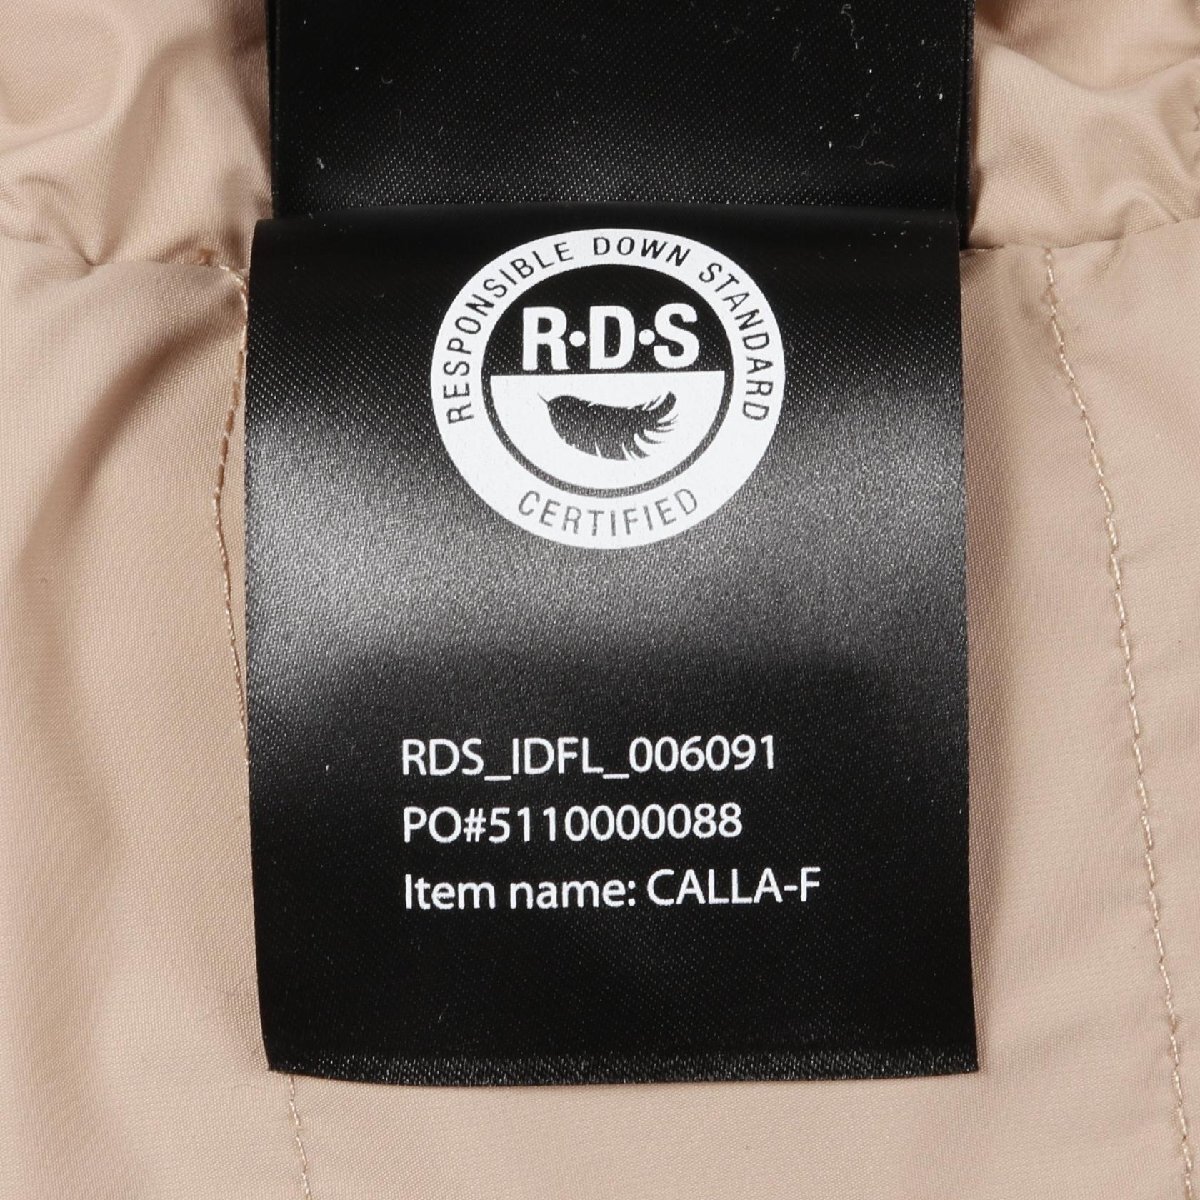 RESPONSIBLE DOWN STANDARD
R·D·S
CERTIFIED
RDS_IDFL_006091
PO#5110000088
Item name: CALLA-F